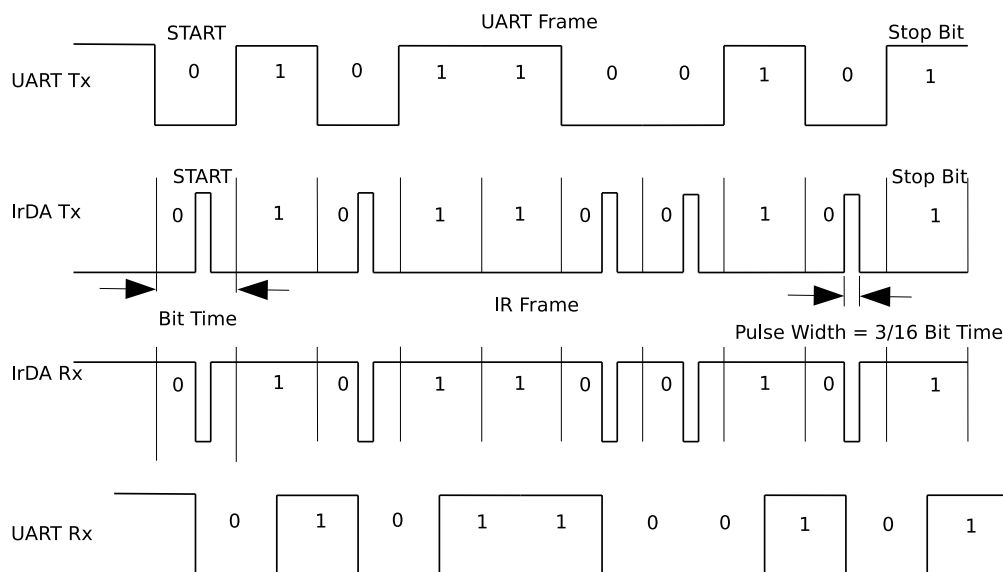 START UART Frame Stop Bit
UART Tx 0 1 0 1 1 0 0 1 0 1
START Stop Bit
IrDA Tx 0 1 0 1 1 0 0 1 0 1
Bit Time IR Frame
Pulse Width = 3/16 Bit Time
IrDA Rx 0 1 0 1 1 0 0 1 0 1
UART Rx 0 1 0 1 1 0 0 1 0 1